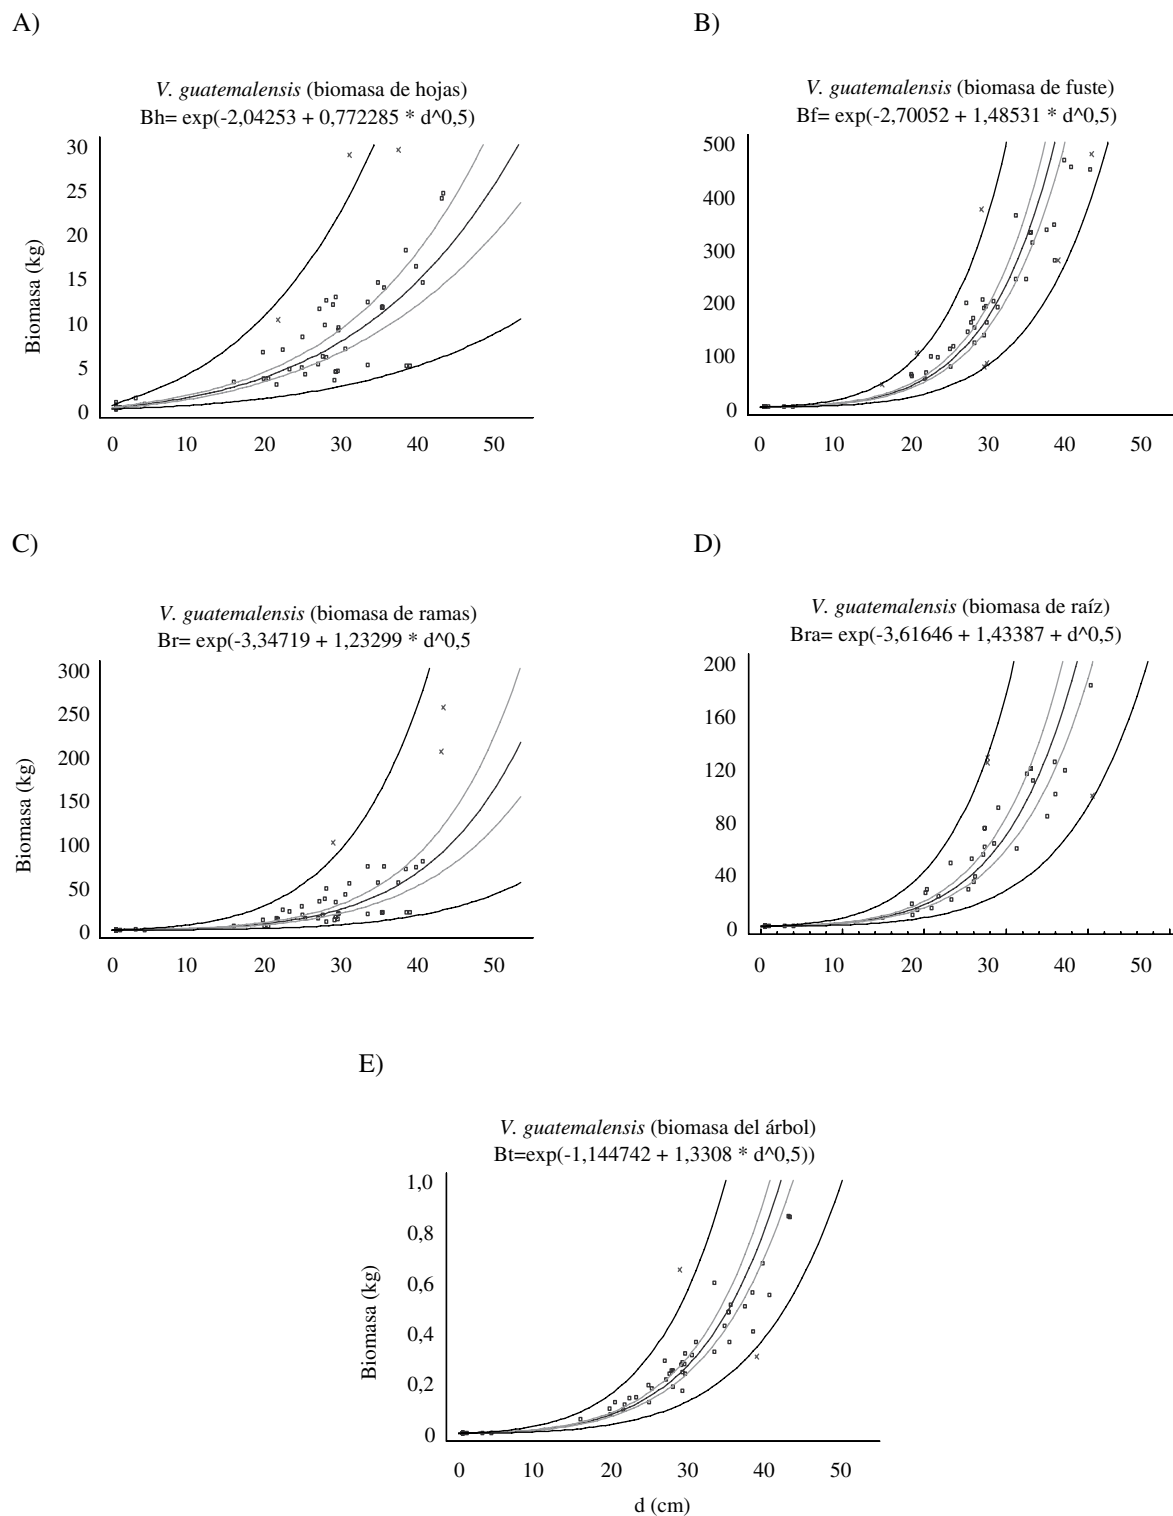 A)
V. guatemalensis (biomasa de hojas)
Bh= exp(-2,04253 + 0,772285 * d^0,5)
Biomasa (kg)
30
25
20
15
10
5
0
0 10 20 30 40 50
B)
V. guatemalensis (biomasa de fuste)
Bf= exp(-2,70052 + 1,48531 * d^0,5)
500
400
300
200
100
0
0 10 20 30 40 50
C)
V. guatemalensis (biomasa de ramas)
Br= exp(-3,34719 + 1,23299 * d^0,5
Biomasa (kg)
300
250
200
150
100
50
0
0 10 20 30 40 50
D)
V. guatemalensis (biomasa de raíz)
Bra= exp(-3,61646 + 1,43387 + d^0,5)
200
160
120
80
40
0
0 10 20 30 40 50
E)
V. guatemalensis (biomasa del árbol)
Bt=exp(-1,144742 + 1,3308 * d^0,5))
Biomasa (kg)
1,0
0,8
0,6
0,4
0,2
0
0 10 20 30 40 50
d (cm)